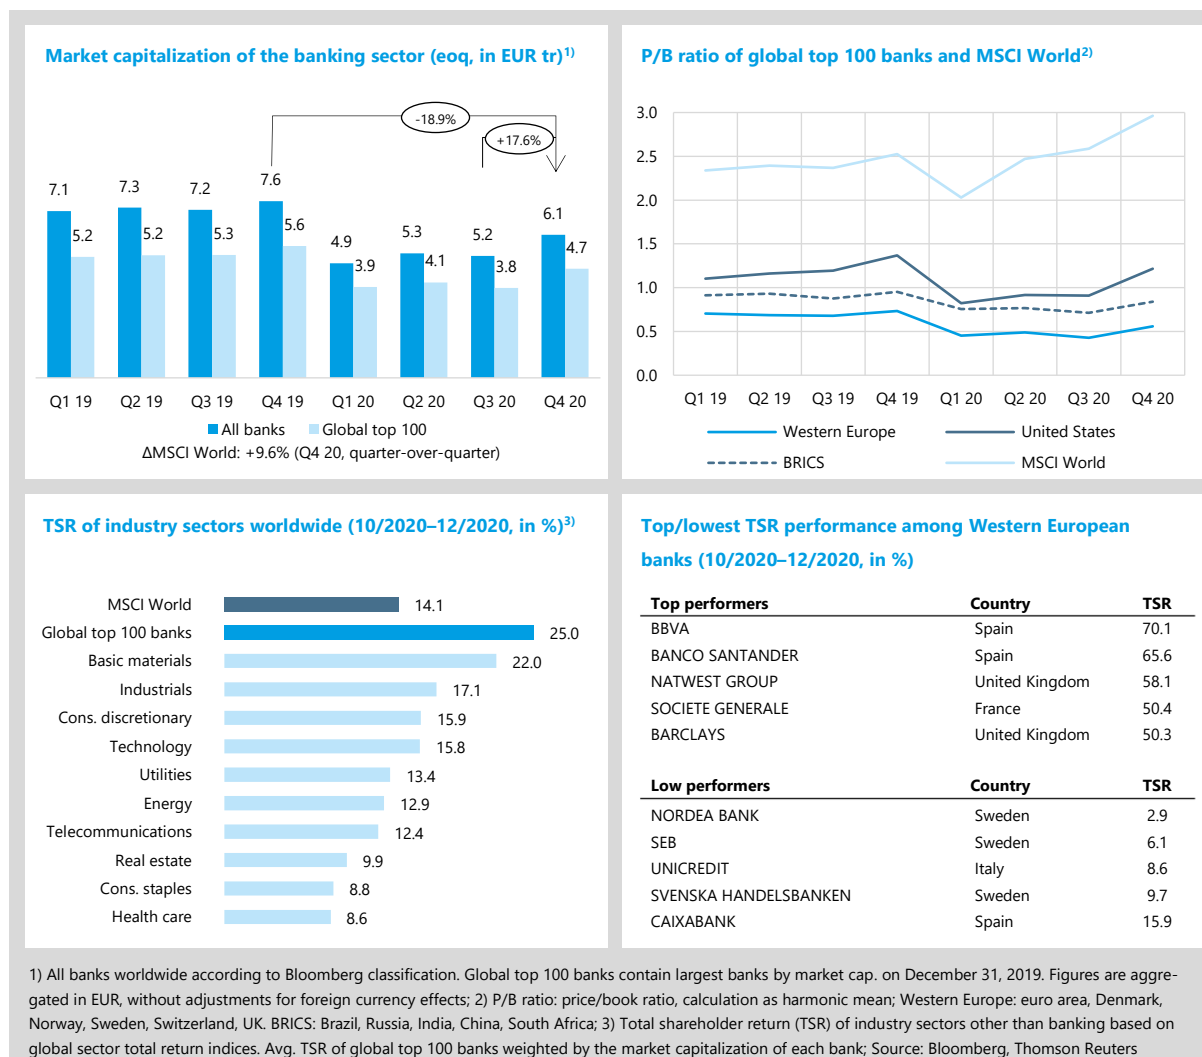 Market capitalization of the banking sector (eoq, in EUR tr)1)
-18.9%
+17.6%
7.1
5.2
7.3
5.2
7.2
5.3
7.6
5.6
4.9
3.9
5.3
4.1
5.2
3.8
6.1
4.7
Q1 19 Q2 19 Q3 19 Q4 19 Q1 20 Q2 20 Q3 20 Q4 20
All banks Global top 100
ΔMSCI World: +9.6% (Q4 20, quarter-over-quarter)
P/B ratio of global top 100 banks and MSCI World2)
3.0
2.5
2.0
1.5
1.0
0.5
0.0
Q1 19 Q2 19 Q3 19 Q4 19 Q1 20 Q2 20 Q3 20 Q4 20
Western Europe United States
BRICS MSCI World
TSR of industry sectors worldwide (10/2020–12/2020, in %)3)
MSCI World 14.1
Global top 100 banks 25.0
Basic materials 22.0
Industrials 17.1
Cons. discretionary 15.9
Technology 15.8
Utilities 13.4
Energy 12.9
Telecommunications 12.4
Real estate 9.9
Cons. staples 8.8
Health care 8.6
Top/lowest TSR performance among Western European
banks (10/2020–12/2020, in %)
Top performers Country TSR
BBVA Spain 70.1
BANCO SANTANDER Spain 65.6
NATWEST GROUP United Kingdom 58.1
SOCIETE GENERALE France 50.4
BARCLAYS United Kingdom 50.3
Low performers Country TSR
NORDEA BANK Sweden 2.9
SEB Sweden 6.1
UNICREDIT Italy 8.6
SVENSKA HANDELSBANKEN Sweden 9.7
CAIXABANK Spain 15.9
1) All banks worldwide according to Bloomberg classification. Global top 100 banks contain largest banks by market cap. on December 31, 2019. Figures are aggre-
gated in EUR, without adjustments for foreign currency effects; 2) P/B ratio: price/book ratio, calculation as harmonic mean; Western Europe: euro area, Denmark,
Norway, Sweden, Switzerland, UK. BRICS: Brazil, Russia, India, China, South Africa; 3) Total shareholder return (TSR) of industry sectors other than banking based on
global sector total return indices. Avg. TSR of global top 100 banks weighted by the market capitalization of each bank; Source: Bloomberg, Thomson Reuters